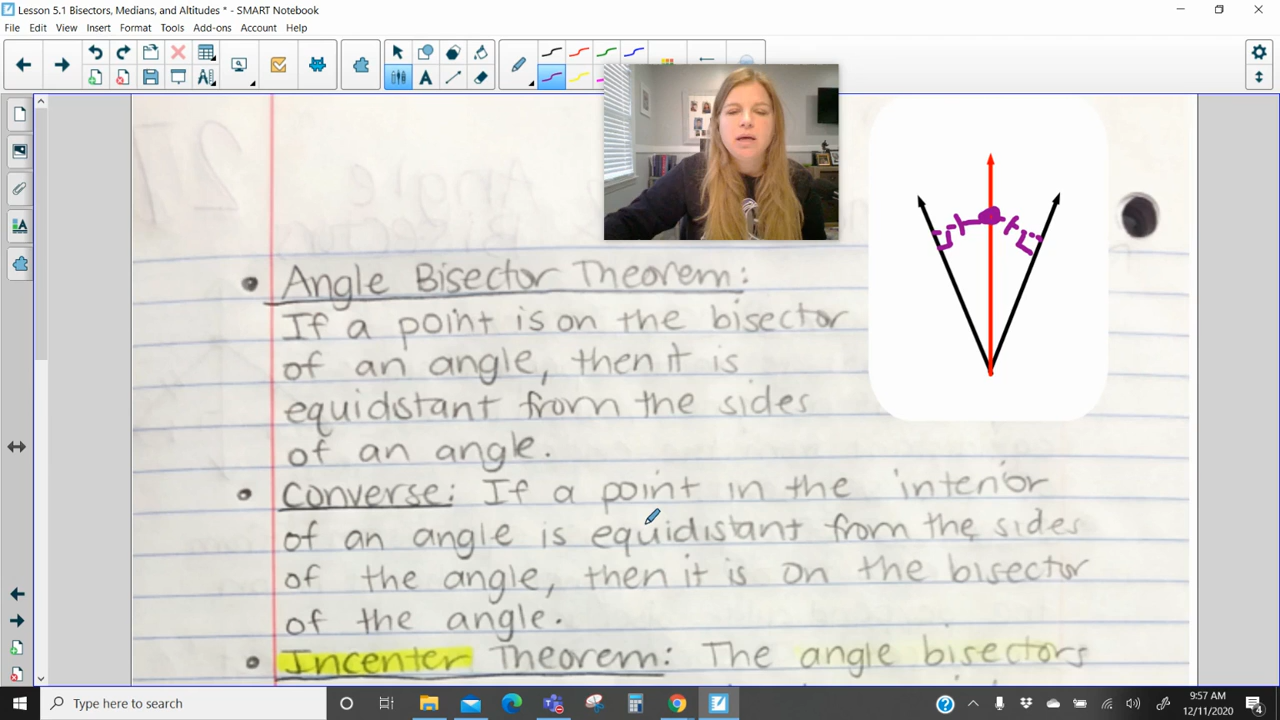 Lesson 5.1 Bisectors, Medians, and Altitudes * - SMART Notebook
File Edit View Insert Format Tools Add-ons Account Help
• Angle Bisector Theorem:
If a point is on the bisector
of an angle, then it is
equidistant from the sides
of an angle.
• Converse: If a point in the interior
of an angle is equidistant from the sides
of the angle, then it is on the bisector
of the angle.
• Incenter Theorem: The angle bisectors
Type here to search
9:57 AM
12/11/2020
4